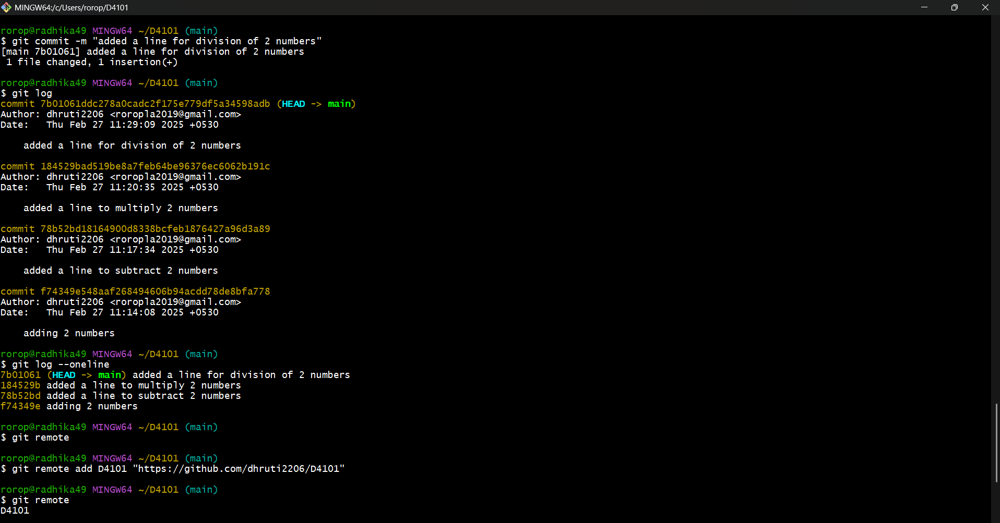 MINGW64:/c/Users/rorop/D4101
rorop@radhika49 MINGW64 ~/D4101 (main)
$ git commit -m "added a line for division of 2 numbers"
[main 7b01061] added a line for division of 2 numbers
 1 file changed, 1 insertion(+)
rorop@radhika49 MINGW64 ~/D4101 (main)
$ git log
commit 7b01061ddc278a0cadc2f175e779df5a34598adb (HEAD -> main)
Author: dhruti2206 <roropla2019@gmail.com>
Date:   Thu Feb 27 11:29:09 2025 +0530
    added a line for division of 2 numbers
commit 184529bad519be8a7feb64be96376ec6062b191c
Author: dhruti2206 <roropla2019@gmail.com>
Date:   Thu Feb 27 11:20:35 2025 +0530
    added a line to multiply 2 numbers
commit 78b52bd18164900d8338bcfeb1876427a96d3a89
Author: dhruti2206 <roropla2019@gmail.com>
Date:   Thu Feb 27 11:17:34 2025 +0530
    added a line to subtract 2 numbers
commit f74349e548aaf268494606b94acdd78de8bfa778
Author: dhruti2206 <roropla2019@gmail.com>
Date:   Thu Feb 27 11:14:08 2025 +0530
    adding 2 numbers
rorop@radhika49 MINGW64 ~/D4101 (main)
$ git log --oneline
7b01061 (HEAD -> main) added a line for division of 2 numbers
184529b added a line to multiply 2 numbers
78b52bd added a line to subtract 2 numbers
f74349e adding 2 numbers
rorop@radhika49 MINGW64 ~/D4101 (main)
$ git remote
rorop@radhika49 MINGW64 ~/D4101 (main)
$ git remote add D4101 "https://github.com/dhruti2206/D4101"
rorop@radhika49 MINGW64 ~/D4101 (main)
$ git remote
D4101